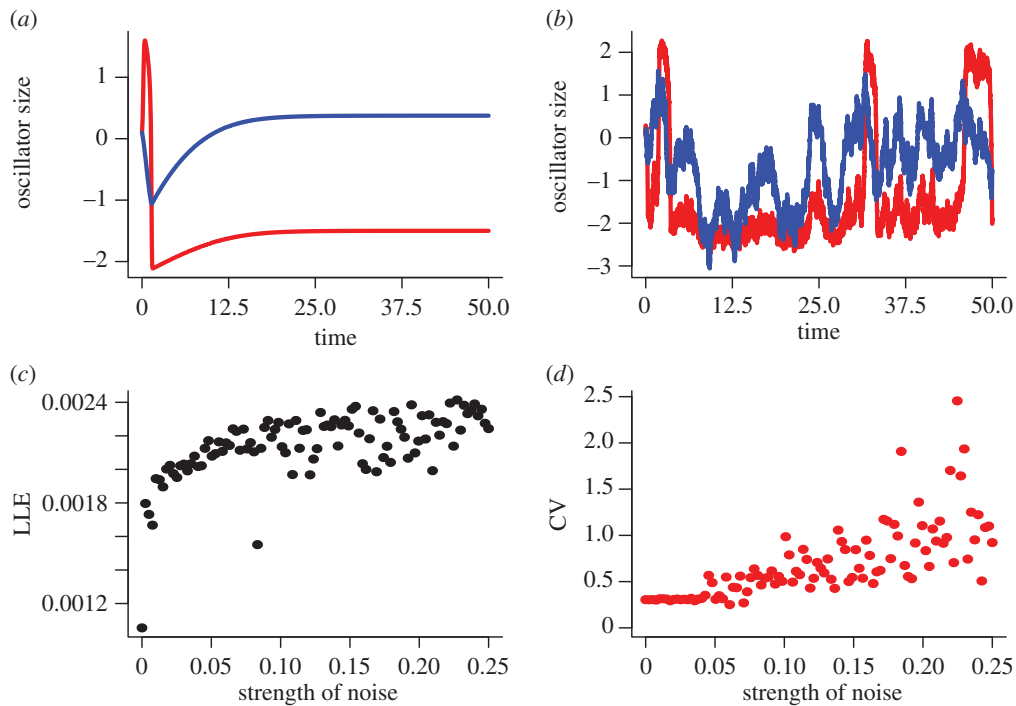 (a)
oscillator size
1
0
−1
−2
0 12.5 25.0 37.5 50.0
time
(b)
oscillator size
2
1
0
−1
−2
−3
0 12.5 25.0 37.5 50.0
time
(c)
LLE
0.0024
0.0018
0.0012
0 0.05 0.10 0.15 0.20 0.25
strength of noise
(d)
CV
2.5
2.0
1.5
1.0
0.5
0
0 0.05 0.10 0.15 0.20 0.25
strength of noise